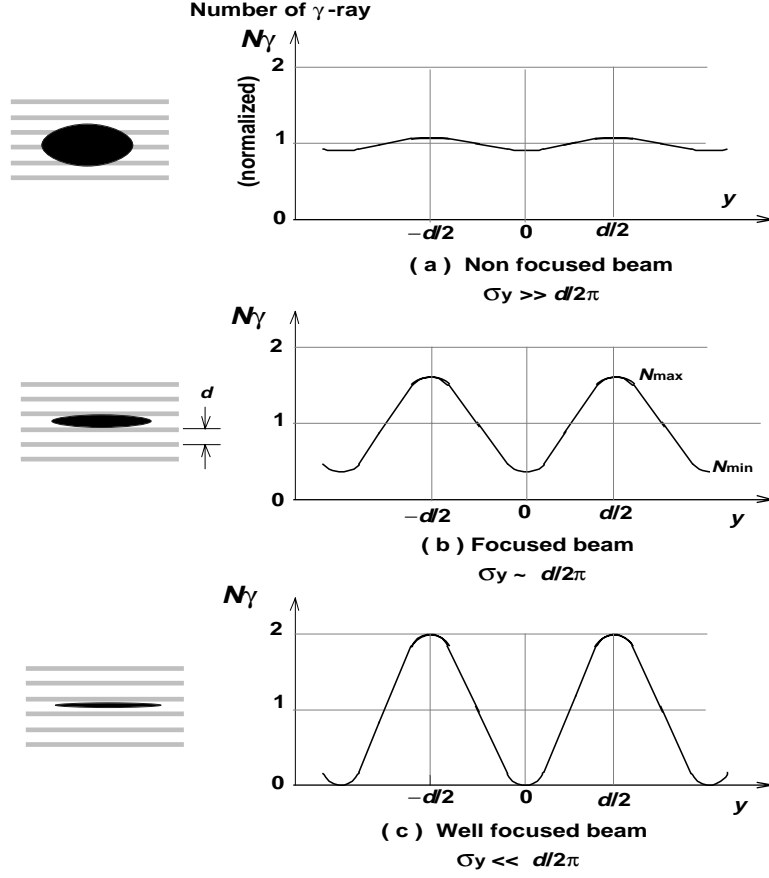 Number of γ-ray
Nγ
2
1
0
(normalized)
y
−d/2
0
d/2
( a ) Non focused beam
σy >> d/2π
Nγ
2
1
0
d
Nmax
Nmin
−d/2
0
d/2
y
( b ) Focused beam
σy ~ d/2π
Nγ
2
1
0
−d/2
0
d/2
y
( c ) Well focused beam
σy << d/2π